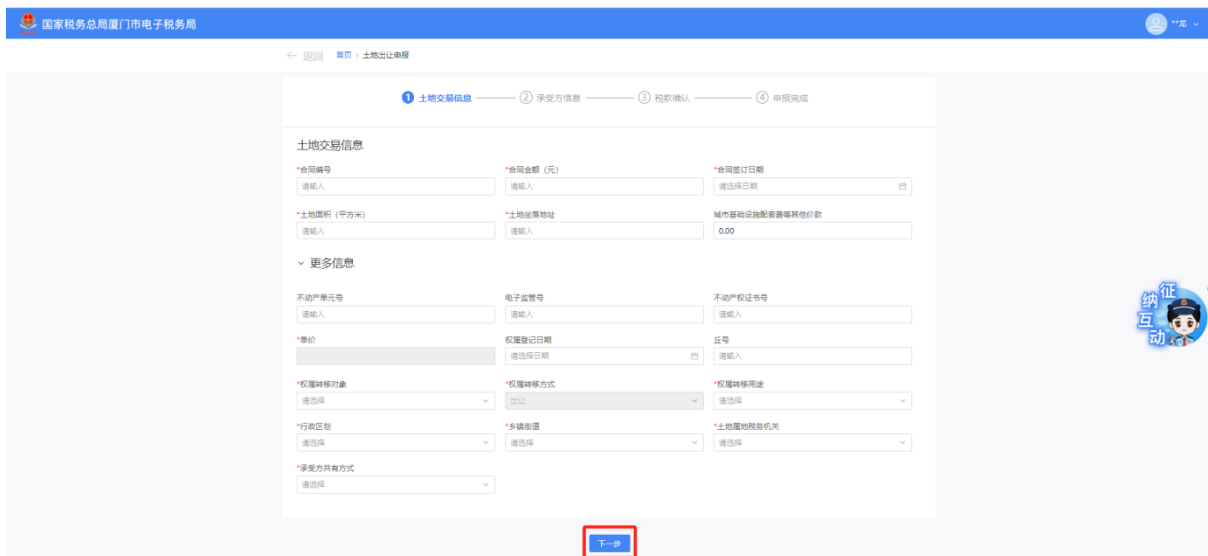 国家税务总局厦门市电子税务局
**龙
← 返回 首页 › 土地出让申报
1 土地交易信息 2 承受方信息 3 税款确认 4 申报完成
土地交易信息
*合同编号 *合同金额（元） *合同签订日期
请输入 请输入 请选择日期
*土地面积（平方米） *土地坐落地址 城市基础设施配套费等其他价款
请输入 请输入 0.00
更多信息
不动产单元号 电子监管号 不动产权证书号
请输入 请输入 请输入
*单价 权属登记日期 丘号
请选择日期 请输入
*权属转移对象 *权属转移方式 *权属转移用途
请选择 出让 请选择
*行政区划 *乡镇街道 *土地属地税务机关
请选择 请选择 请选择
*承受方共有方式
请选择
下一步
征纳互动